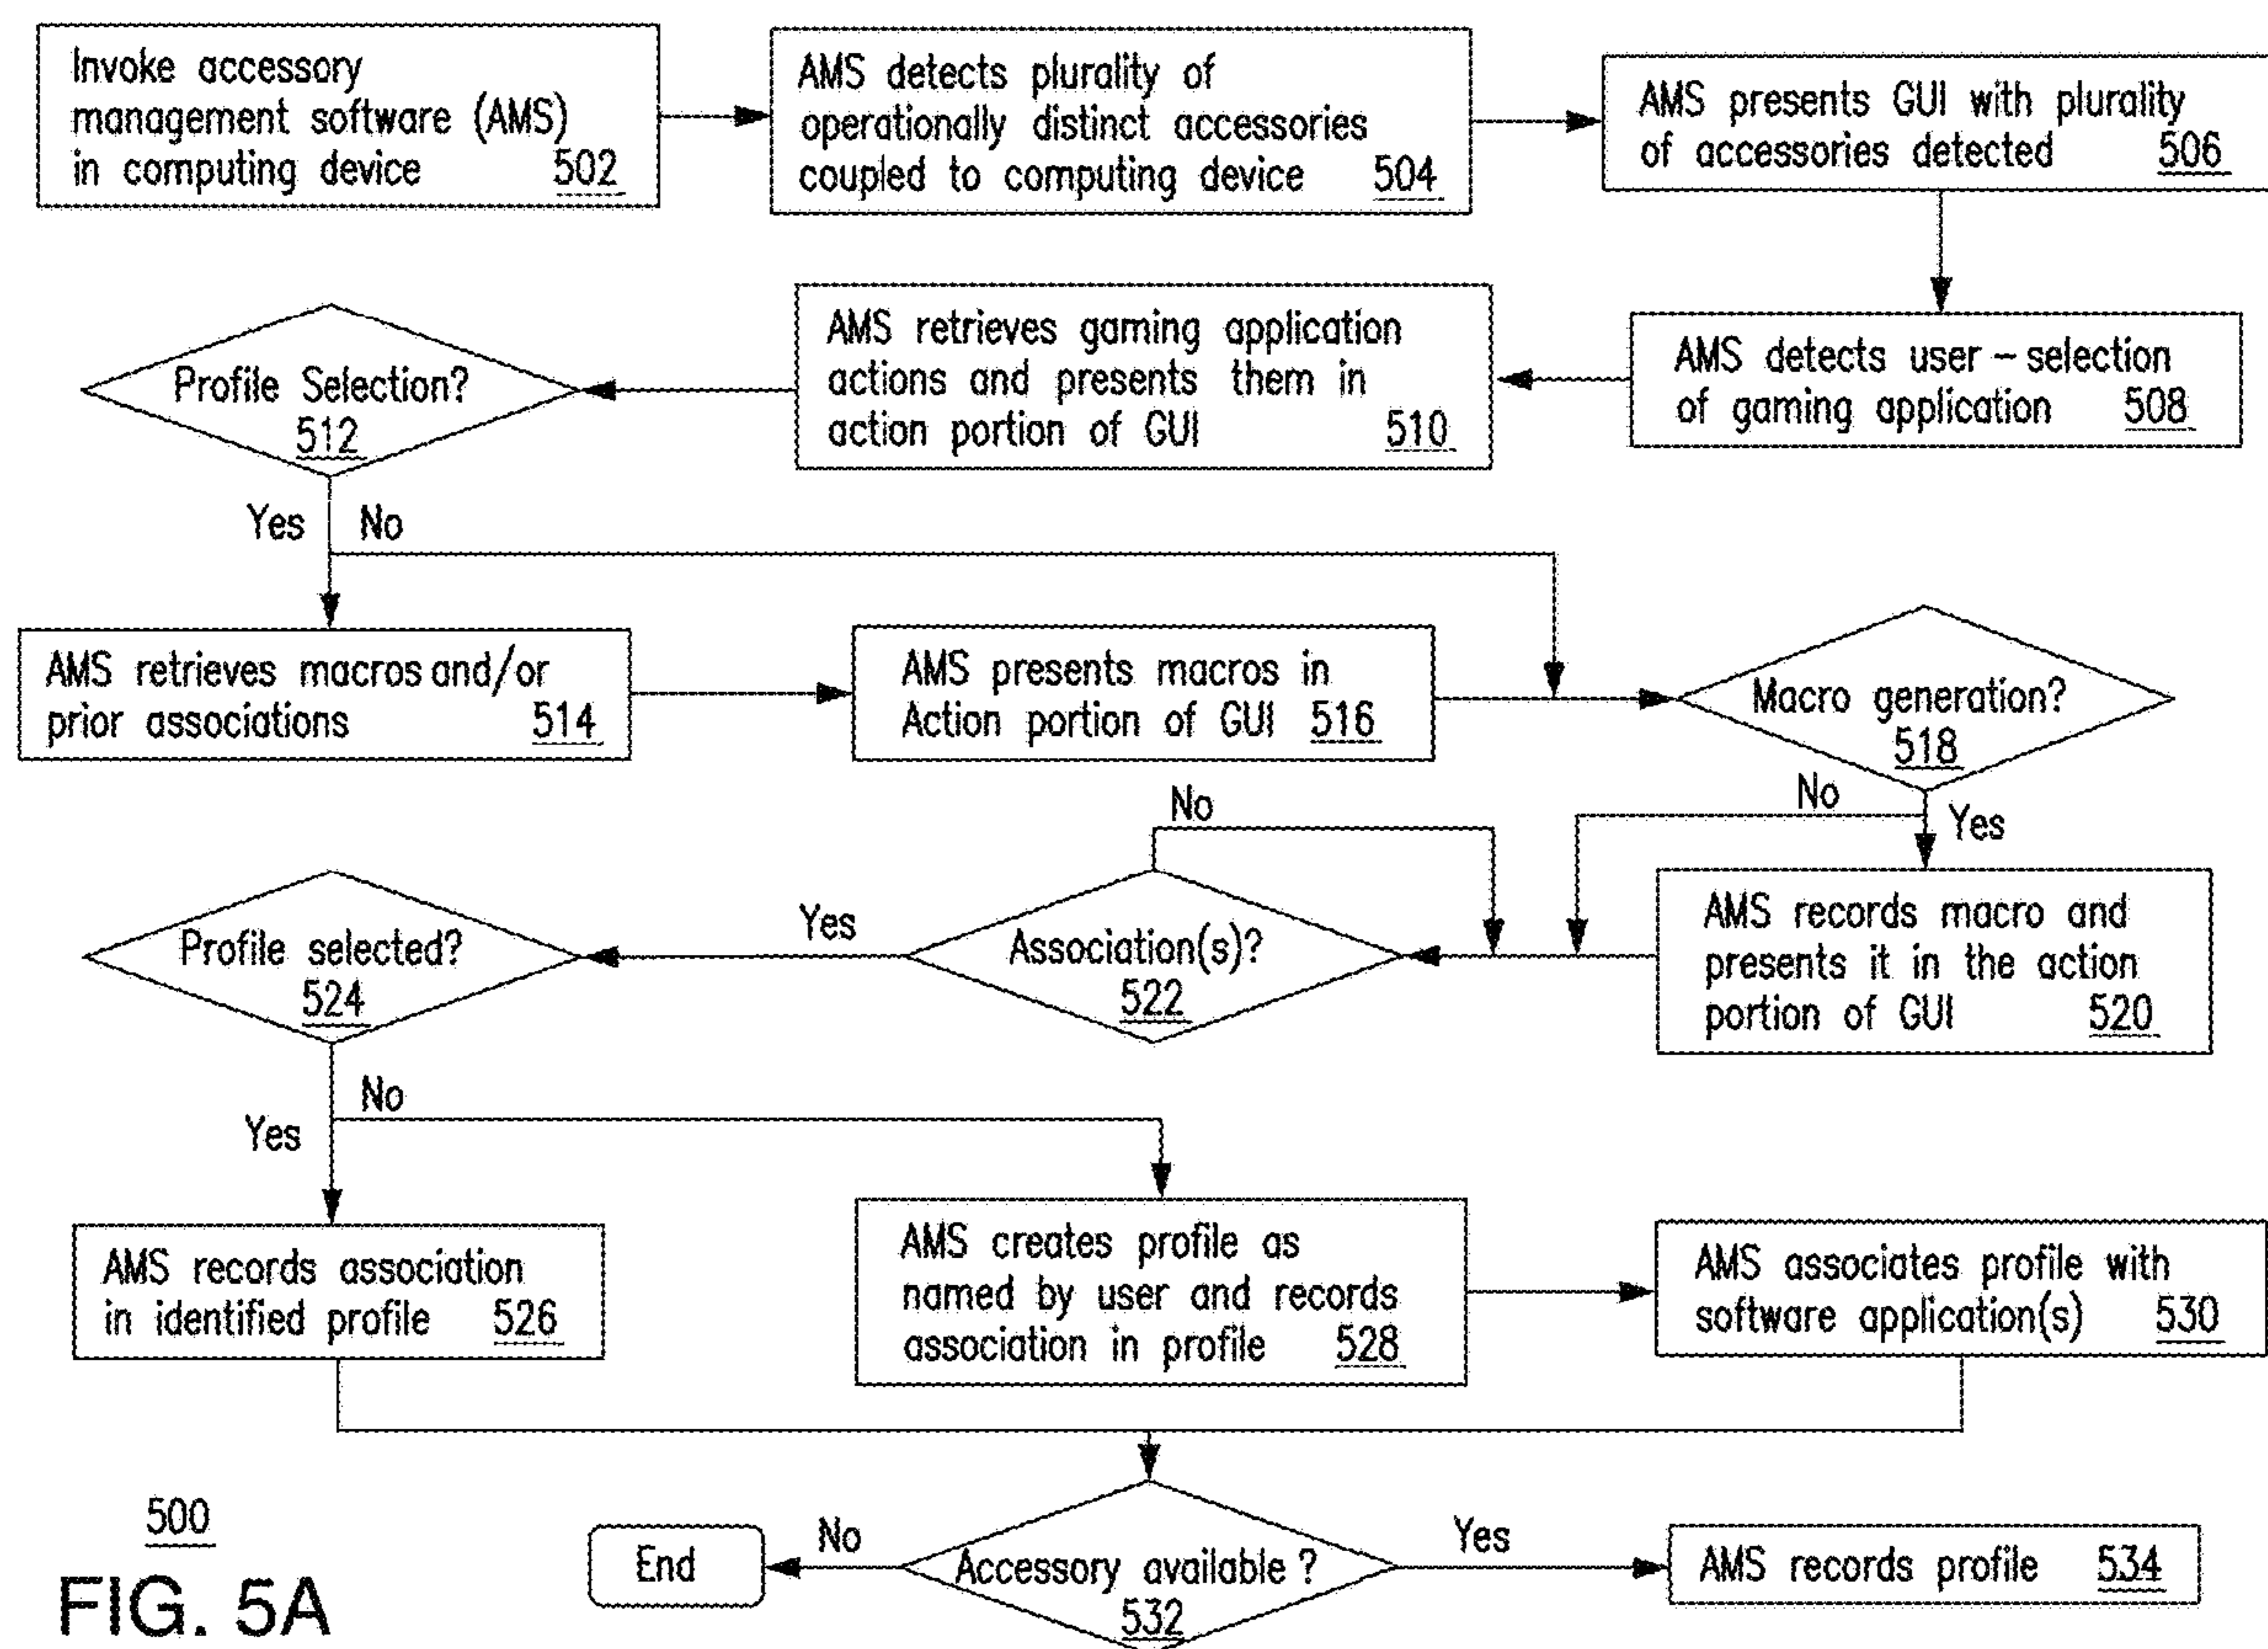 Invoke accessory
management software (AMS)
in computing device 502
AMS detects plurality of
operationally distinct accessories
coupled to computing device 504
AMS presents GUI with plurality
of accessories detected 506
AMS detects user-selection
of gaming application 508
AMS retrieves gaming application
actions and presents them in
action portion of GUI 510
Profile Selection?
512
Yes
No
AMS retrieves macros and/or
prior associations 514
AMS presents macros in
Action portion of GUI 516
Macro generation?
518
No
Yes
AMS records macro and
presents it in the action
portion of GUI 520
No
Association(s)?
522
Yes
Profile selected?
524
Yes
No
AMS records association
in identified profile 526
AMS creates profile as
named by user and records
association in profile 528
AMS associates profile with
software application(s) 530
Accessory available ?
532
No
End
Yes
AMS records profile 534
500
FIG. 5A